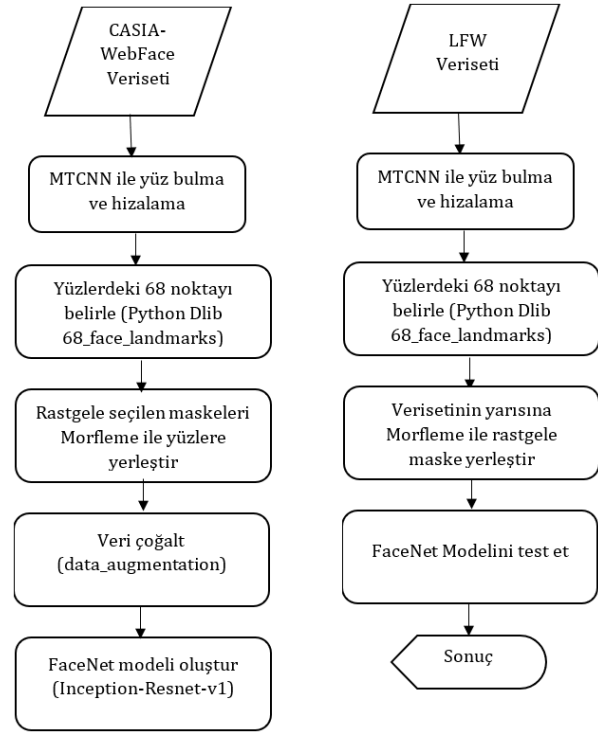 CASIA-
WebFace
Veriseti
MTCNN ile yüz bulma
ve hizalama
Yüzlerdeki 68 noktayı
belirle (Python Dlib
68_face_landmarks)
Rastgele seçilen maskeleri
Morfleme ile yüzlere
yerleştir
Veri çoğalt
(data_augmentation)
FaceNet modeli oluştur
(Inception-Resnet-v1)
LFW
Veriseti
MTCNN ile yüz bulma
ve hizalama
Yüzlerdeki 68 noktayı
belirle (Python Dlib
68_face_landmarks)
Verisetinin yarısına
Morfleme ile rastgele
maske yerleştir
FaceNet Modelini test et
Sonuç